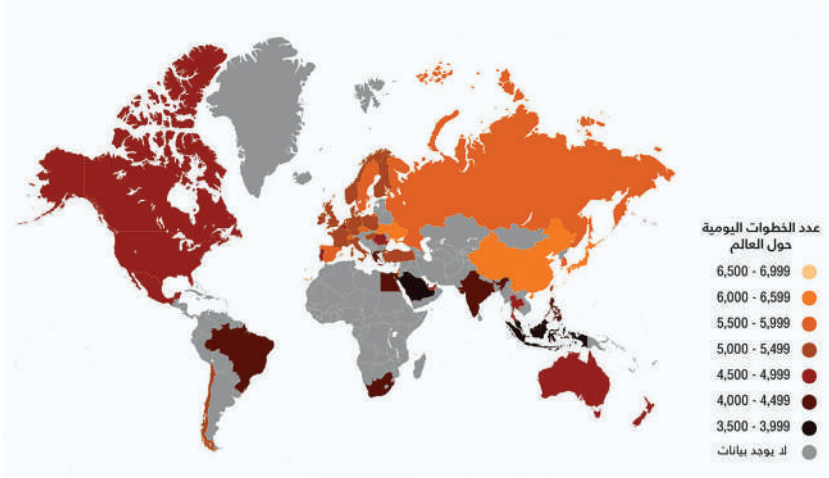 عدد الخطوات اليومية
حول العالم
6,500 - 6,999
6,000 - 6,599
5,500 - 5,999
5,000 - 5,499
4,500 - 4,999
4,000 - 4,499
3,500 - 3,999
لا يوجد بيانات